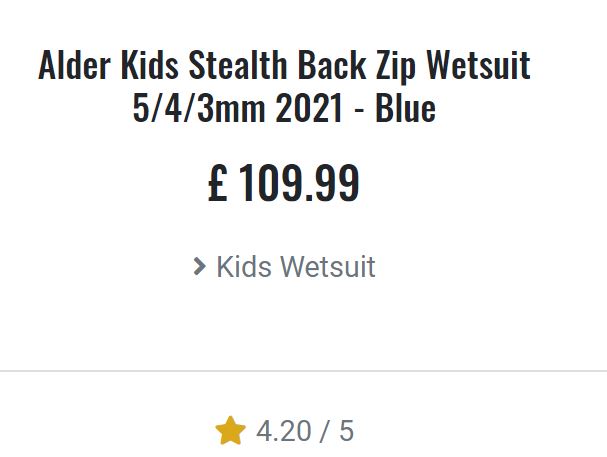 Alder Kids Stealth Back Zip Wetsuit
5/4/3mm 2021 - Blue
£ 109.99
Kids Wetsuit
4.20 / 5